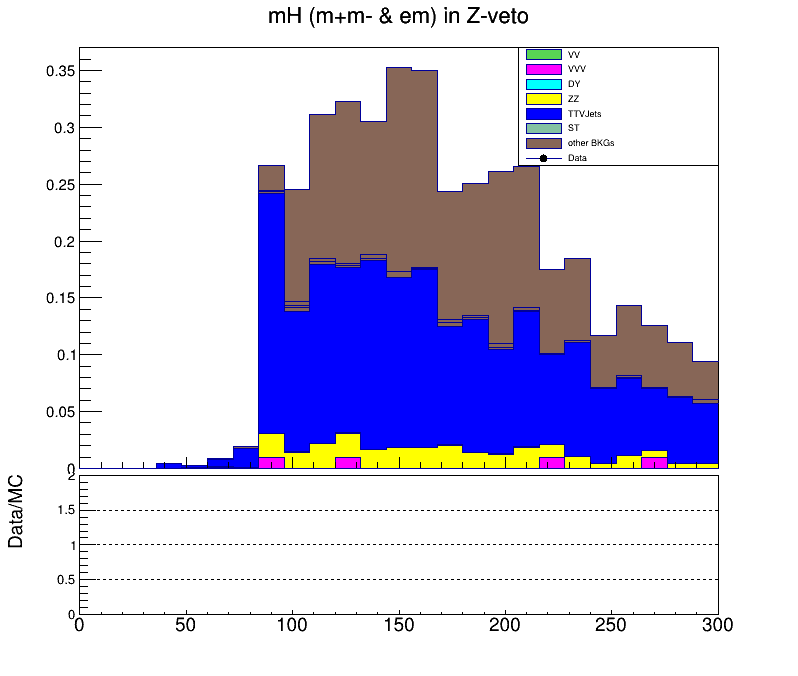 mH (m+m- & em) in Z-veto
VV
VVV
DY
ZZ
TTVJets
ST
other BKGs
Data
0.35
0.3
0.25
0.2
0.15
0.1
0.05
0
Data/MC
2
1.5
1
0.5
0
0 50 100 150 200 250 300